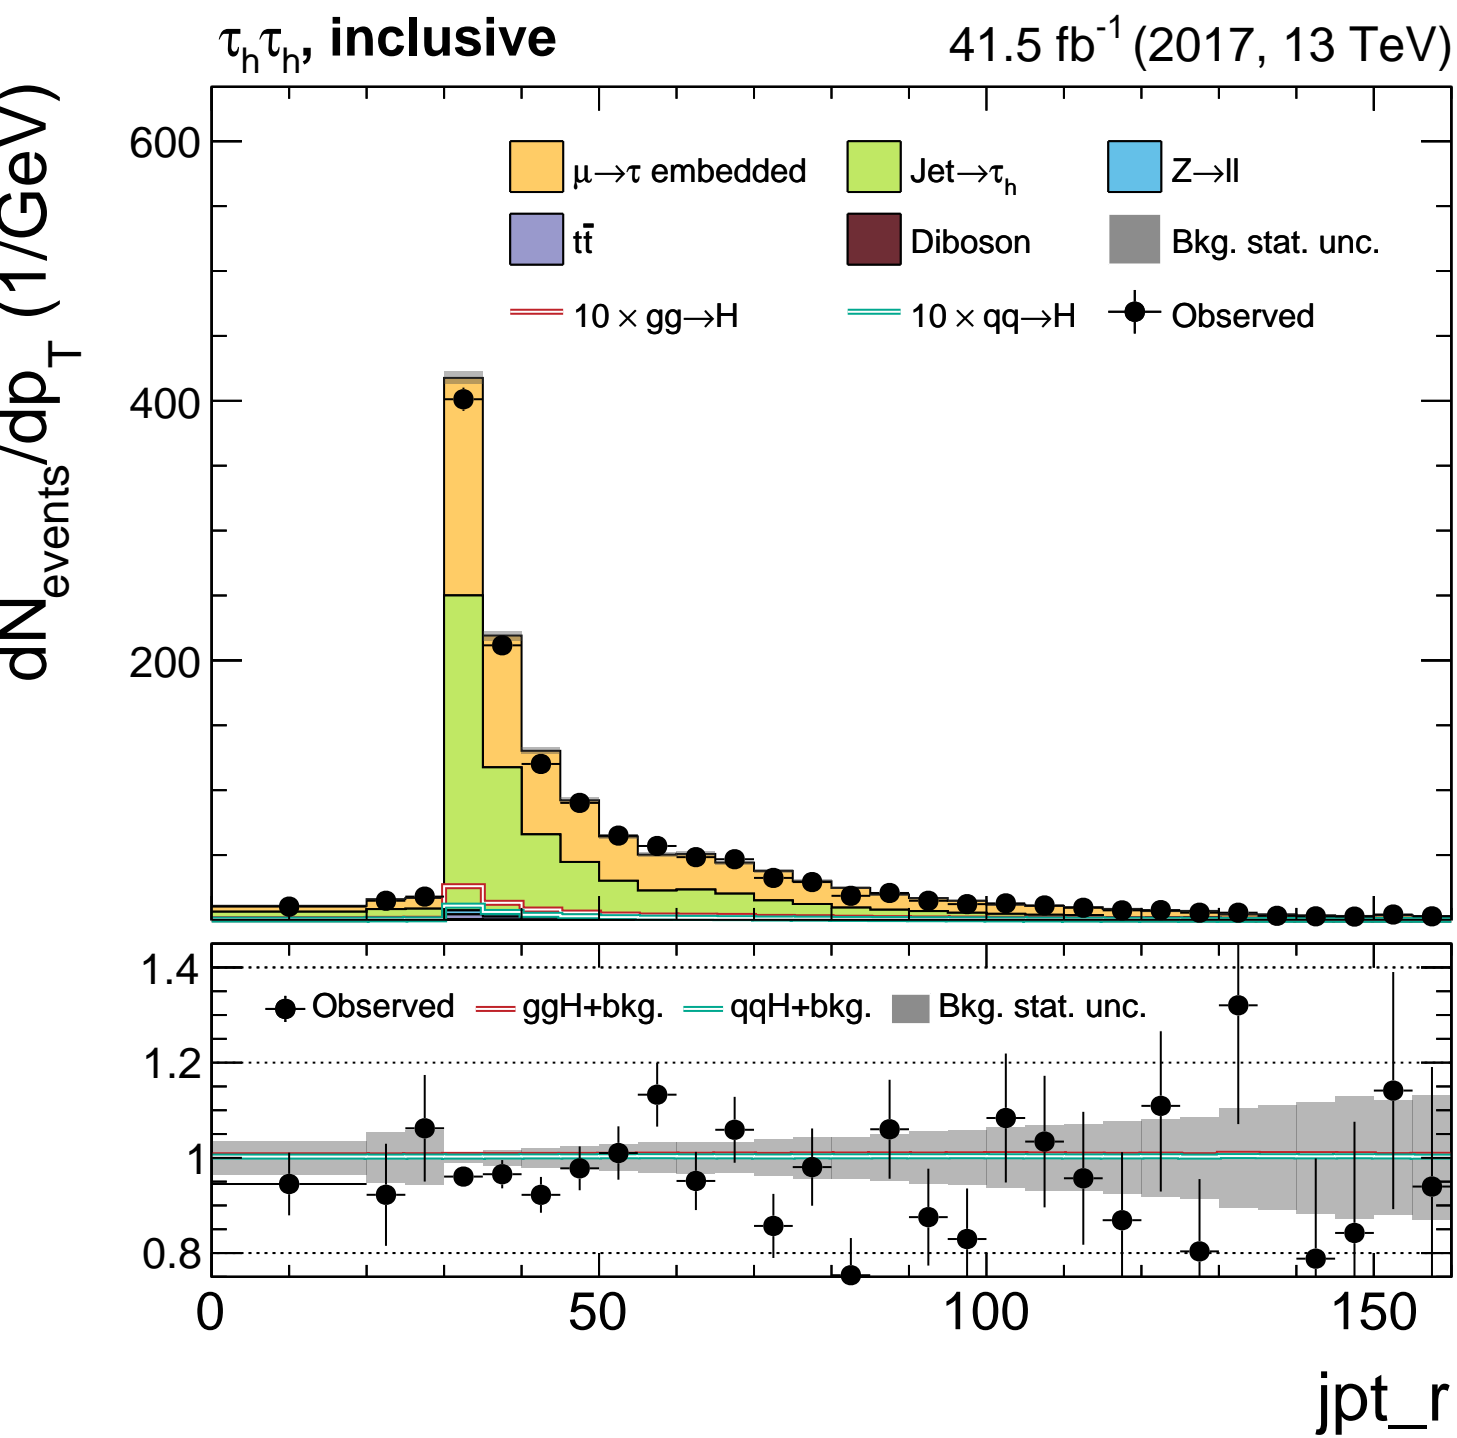 τhτh, inclusive 41.5 fb-1 (2017, 13 TeV)
dNevents/dpT (1/GeV)
600
400
200
μ→τ embedded Jet→τh Z→ll
tt̄ Diboson Bkg. stat. unc.
10 × gg→H 10 × qq→H Observed
1.4
1.2
1
0.8
Observed ggH+bkg. qqH+bkg. Bkg. stat. unc.
0 50 100 150
jpt_r